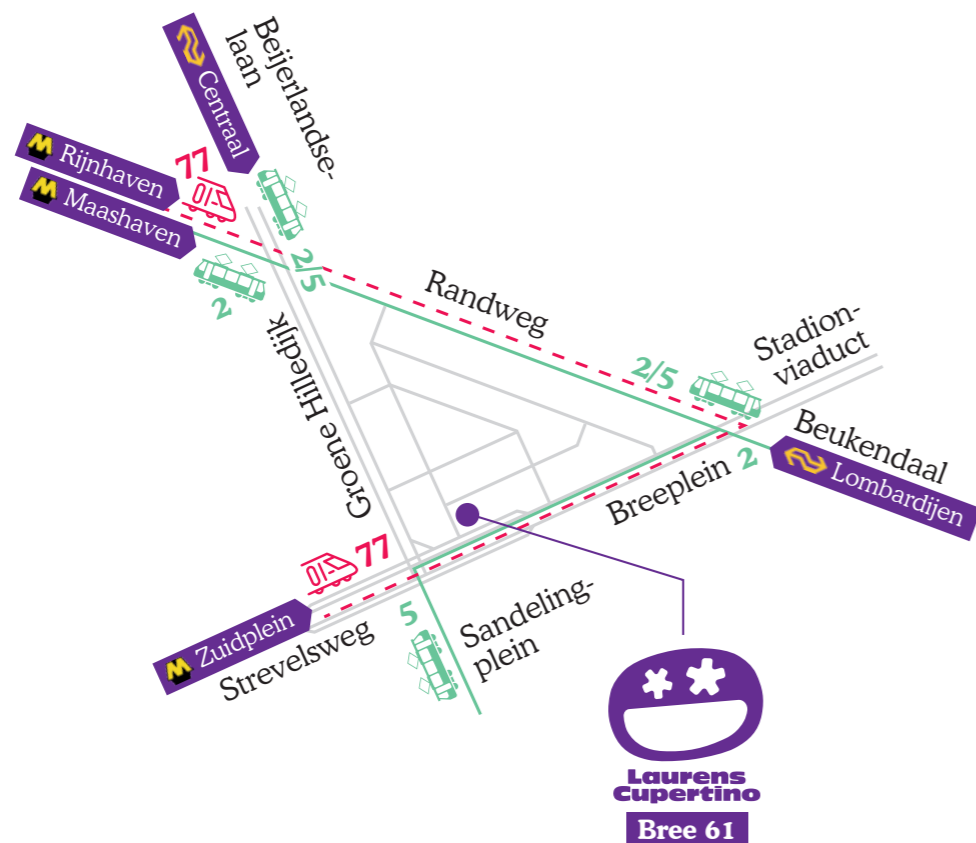 Beijerlandse-
laan
Centraal
M Rijnhaven
77
M Maashaven
2/5
2
Randweg
Groene Hilledijk
Stadion-
viaduct
2/5
Beukendaal
2
Lombardijen
Breeplein
77
5
Sandeling-
plein
M Zuidplein
Strevelsweg
Laurens
Cupertino
Bree 61